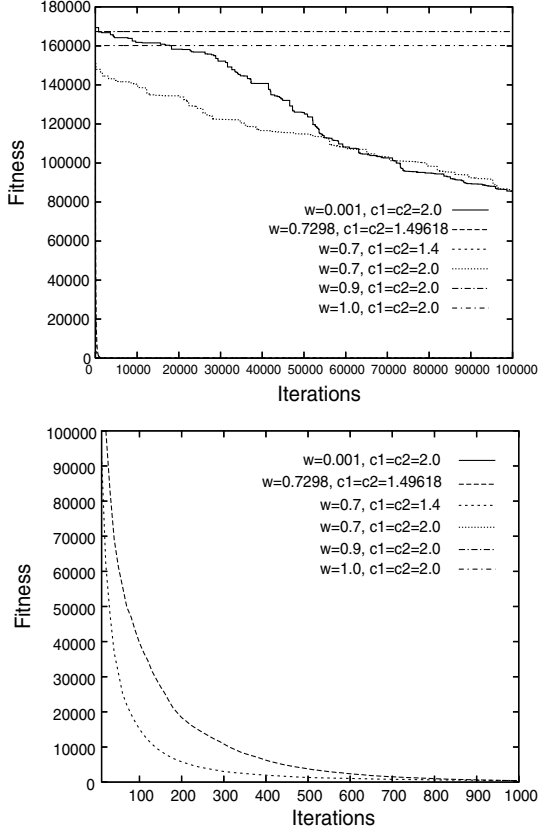 180000
160000
140000
120000
100000
80000
60000
40000
20000
0
Fitness
w=0.001, c1=c2=2.0
w=0.7298, c1=c2=1.49618
w=0.7, c1=c2=1.4
w=0.7, c1=c2=2.0
w=0.9, c1=c2=2.0
w=1.0, c1=c2=2.0
0 10000 20000 30000 40000 50000 60000 70000 80000 90000 100000
Iterations
100000
90000
80000
70000
60000
50000
40000
30000
20000
10000
0
Fitness
w=0.001, c1=c2=2.0
w=0.7298, c1=c2=1.49618
w=0.7, c1=c2=1.4
w=0.7, c1=c2=2.0
w=0.9, c1=c2=2.0
w=1.0, c1=c2=2.0
100 200 300 400 500 600 700 800 900 1000
Iterations